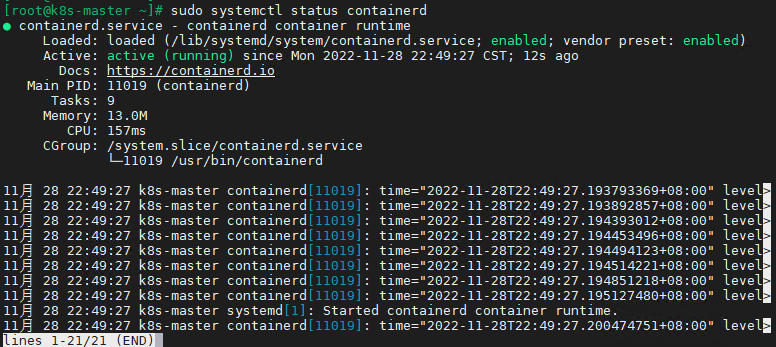 [root@k8s-master ~]# sudo systemctl status containerd
● containerd.service - containerd container runtime
     Loaded: loaded (/lib/systemd/system/containerd.service; enabled; vendor preset: enabled)
     Active: active (running) since Mon 2022-11-28 22:49:27 CST; 12s ago
       Docs: https://containerd.io
   Main PID: 11019 (containerd)
      Tasks: 9
     Memory: 13.0M
        CPU: 157ms
     CGroup: /system.slice/containerd.service
             └─11019 /usr/bin/containerd
11月 28 22:49:27 k8s-master containerd[11019]: time="2022-11-28T22:49:27.193793369+08:00" level>
11月 28 22:49:27 k8s-master containerd[11019]: time="2022-11-28T22:49:27.193892857+08:00" level>
11月 28 22:49:27 k8s-master containerd[11019]: time="2022-11-28T22:49:27.194393012+08:00" level>
11月 28 22:49:27 k8s-master containerd[11019]: time="2022-11-28T22:49:27.194453496+08:00" level>
11月 28 22:49:27 k8s-master containerd[11019]: time="2022-11-28T22:49:27.194494123+08:00" level>
11月 28 22:49:27 k8s-master containerd[11019]: time="2022-11-28T22:49:27.194514221+08:00" level>
11月 28 22:49:27 k8s-master containerd[11019]: time="2022-11-28T22:49:27.194851218+08:00" level>
11月 28 22:49:27 k8s-master containerd[11019]: time="2022-11-28T22:49:27.195127480+08:00" level>
11月 28 22:49:27 k8s-master systemd[1]: Started containerd container runtime.
11月 28 22:49:27 k8s-master containerd[11019]: time="2022-11-28T22:49:27.200474751+08:00" level>
lines 1-21/21 (END)